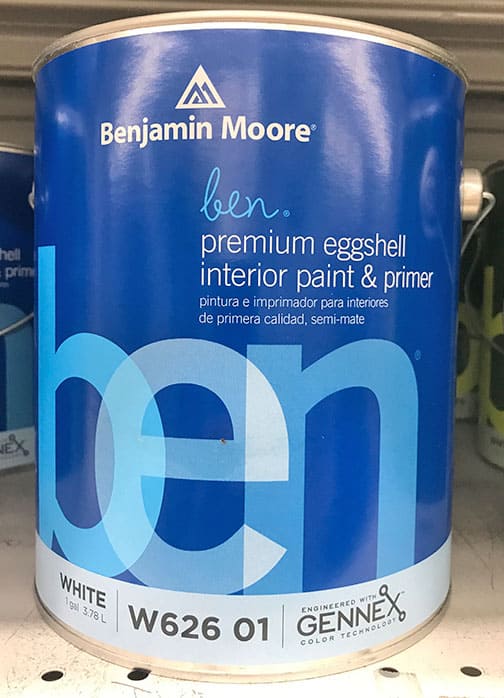 Benjamin Moore®
ben®
premium eggshell
interior paint & primer
pintura e imprimador para interiores
de primera calidad, semi-mate
ben®
WHITE
1 gal 3.78 L
W626 01
ENGINEERED WITH
GENNEX
COLOR TECHNOLOGY